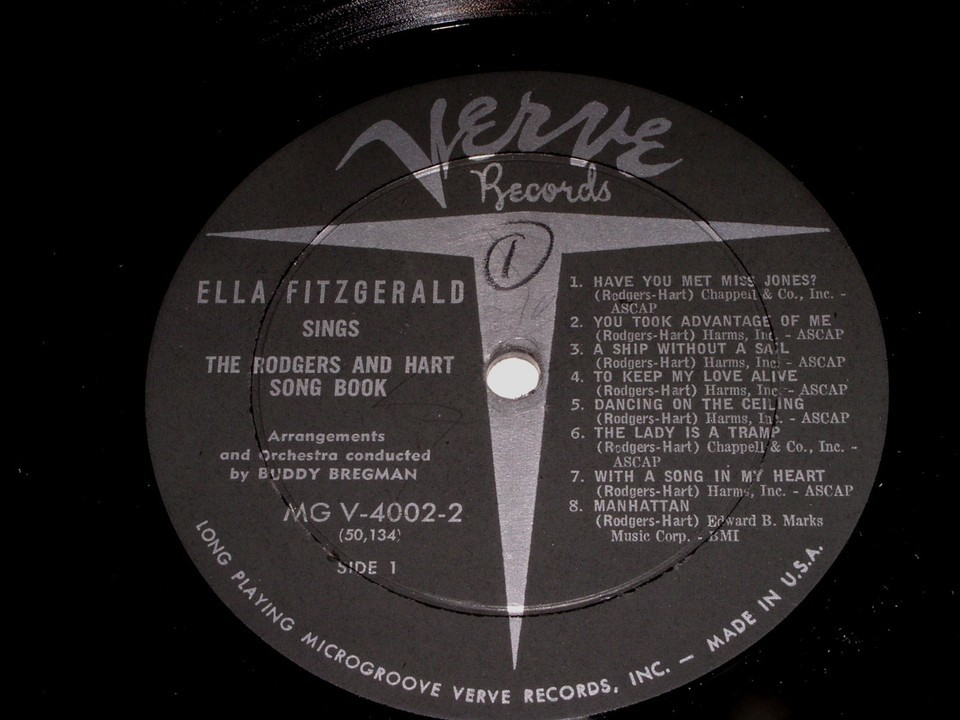 Verve
Records
1
ELLA FITZGERALD
SINGS
THE RODGERS AND HART
SONG BOOK
Arrangements
and Orchestra conducted
by BUDDY BREGMAN
MG V-4002-2
(50,134)
SIDE 1
1. HAVE YOU MET MISS JONES?
(Rodgers-Hart) Chappell & Co., Inc. -
ASCAP
2. YOU TOOK ADVANTAGE OF ME
(Rodgers-Hart) Harms, Inc. - ASCAP
3. A SHIP WITHOUT A SAIL
(Rodgers-Hart) Harms, Inc. - ASCAP
4. TO KEEP MY LOVE ALIVE
(Rodgers-Hart) Harms, Inc. - ASCAP
5. DANCING ON THE CEILING
(Rodgers-Hart) Harms, Inc. - ASCAP
6. THE LADY IS A TRAMP
(Rodgers-Hart) Chappell & Co., Inc. -
ASCAP
7. WITH A SONG IN MY HEART
(Rodgers-Hart) Harms, Inc. - ASCAP
8. MANHATTAN
(Rodgers-Hart) Edward B. Marks
Music Corp. - BMI
LONG PLAYING MICROGROOVE VERVE RECORDS, INC. — MADE IN U.S.A.